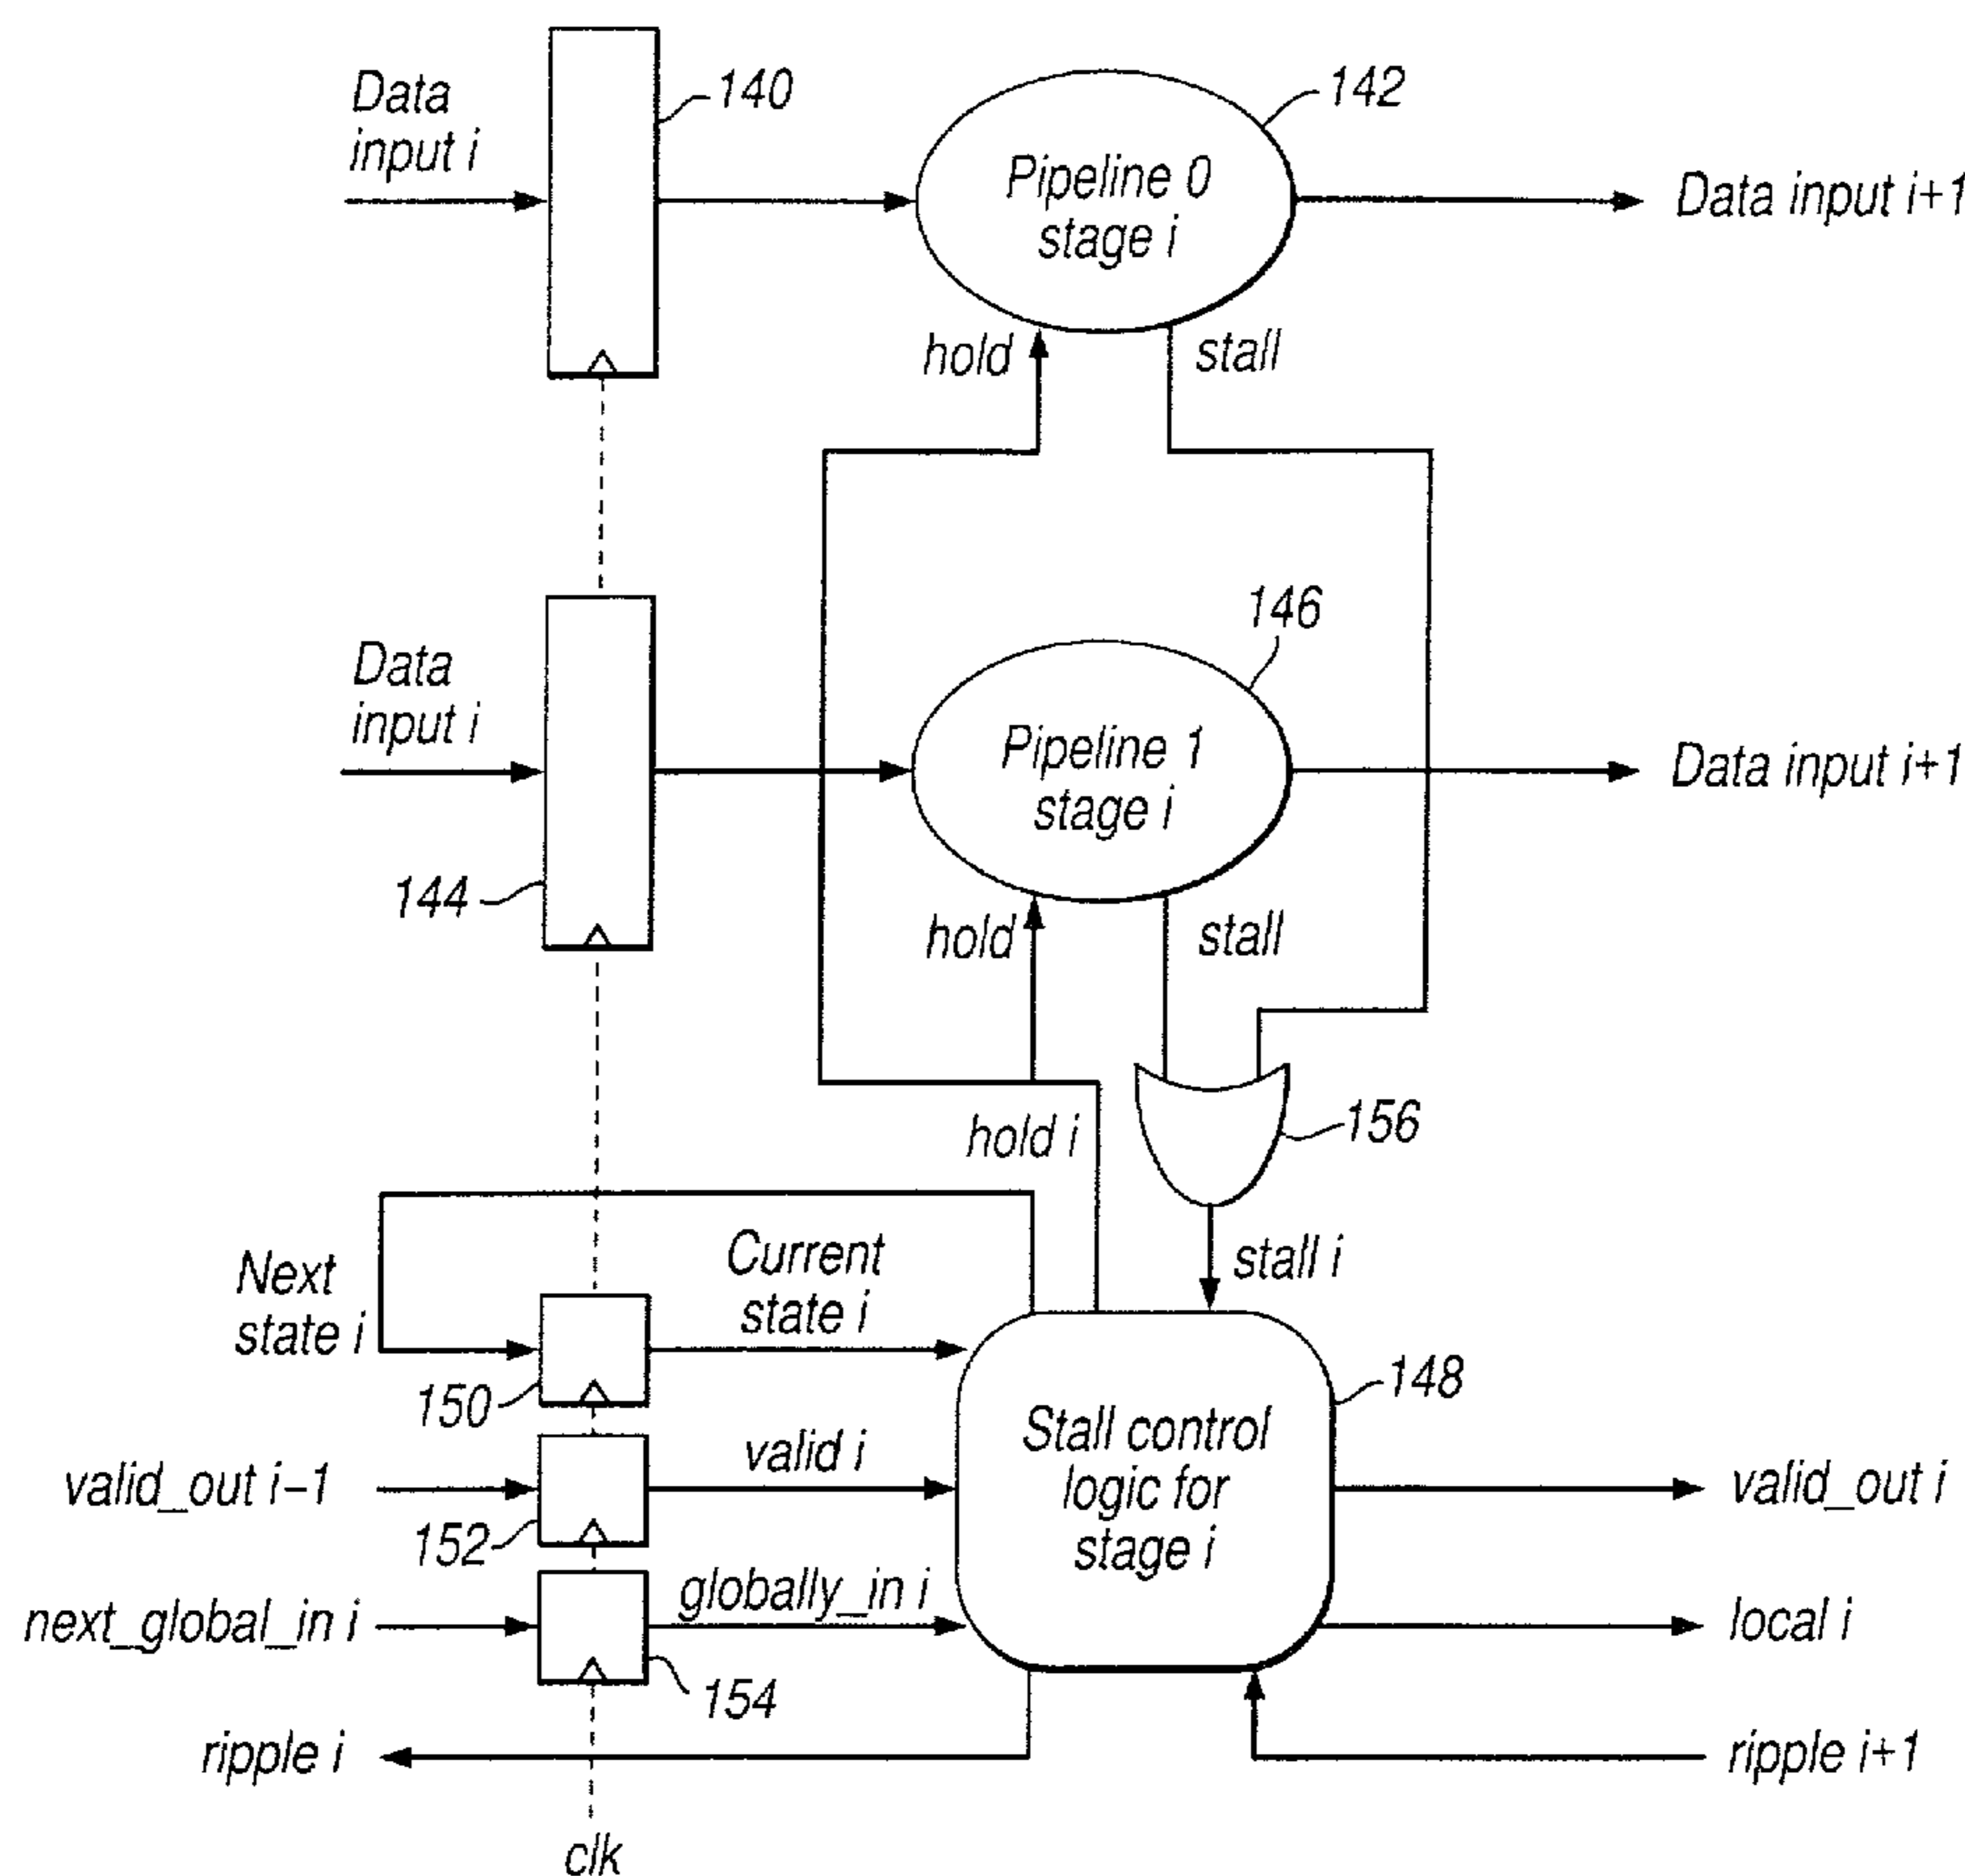 Data
input i
140
Pipeline 0
stage i
142
Data input i+1
hold
stall
Data
input i
144
Pipeline 1
stage i
146
Data input i+1
hold
stall
hold i
156
stall i
Next
state i
Current
state i
150
Stall control
logic for
stage i
148
valid_out i–1
152
valid i
valid_out i
next_global_in i
154
globally_in i
local i
ripple i
ripple i+1
clk